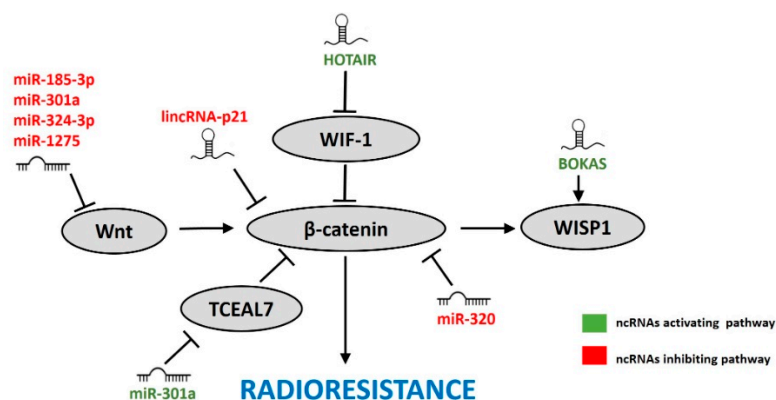 HOTAIR
miR-185-3p
miR-301a
miR-324-3p
miR-1275
lincRNA-p21
WIF-1
BOKAS
Wnt
β-catenin
WISP1
TCEAL7
miR-320
miR-301a
RADIORESISTANCE
ncRNAs activating pathway
ncRNAs inhibiting pathway